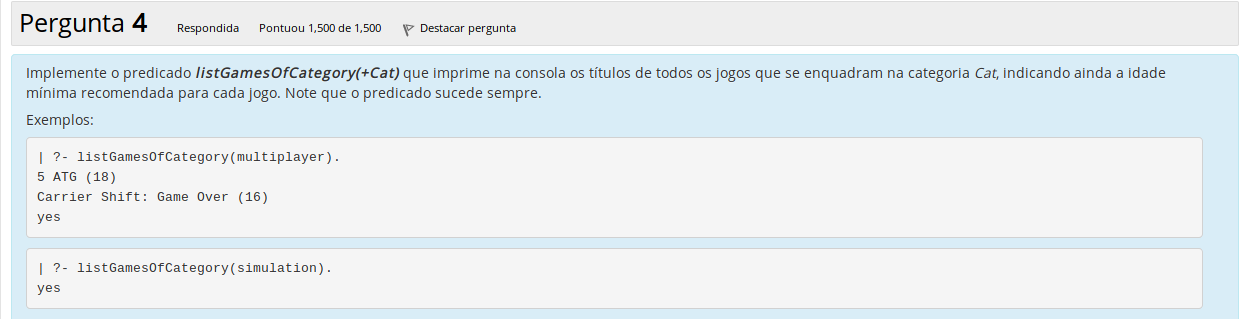 Pergunta 4 Respondida Pontuou 1,500 de 1,500 Destacar pergunta
Implemente o predicado listGamesOfCategory(+Cat) que imprime na consola os títulos de todos os jogos que se enquadram na categoria Cat, indicando ainda a idade
mínima recomendada para cada jogo. Note que o predicado sucede sempre.
Exemplos:
| ?- listGamesOfCategory(multiplayer).
5 ATG (18)
Carrier Shift: Game Over (16)
yes
| ?- listGamesOfCategory(simulation).
yes